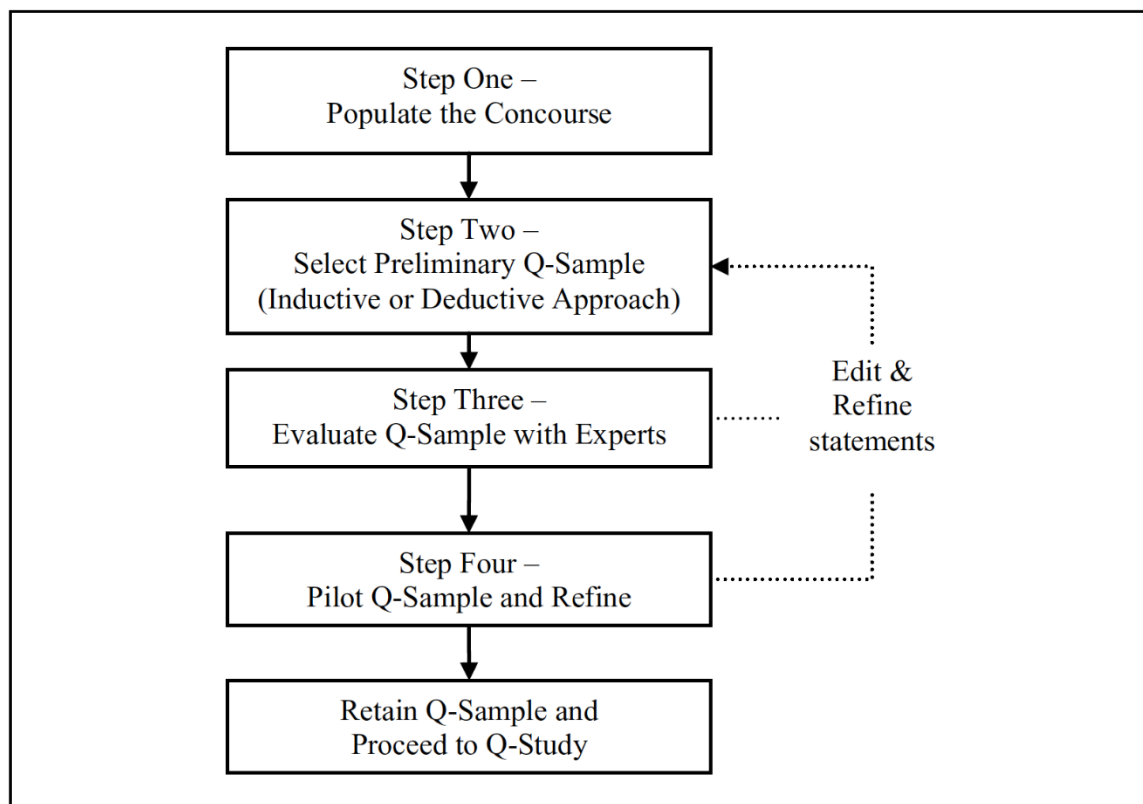 Step One –
Populate the Concourse
Step Two –
Select Preliminary Q-Sample
(Inductive or Deductive Approach)
Step Three –
Evaluate Q-Sample with Experts
Edit &
Refine
statements
Step Four –
Pilot Q-Sample and Refine
Retain Q-Sample and
Proceed to Q-Study